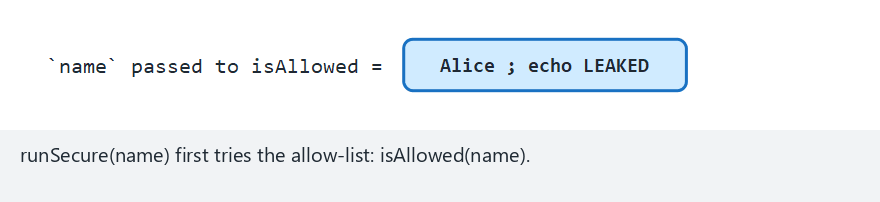 `name` passed to isAllowed = Alice ; echo LEAKED
runSecure(name) first tries the allow-list: isAllowed(name).